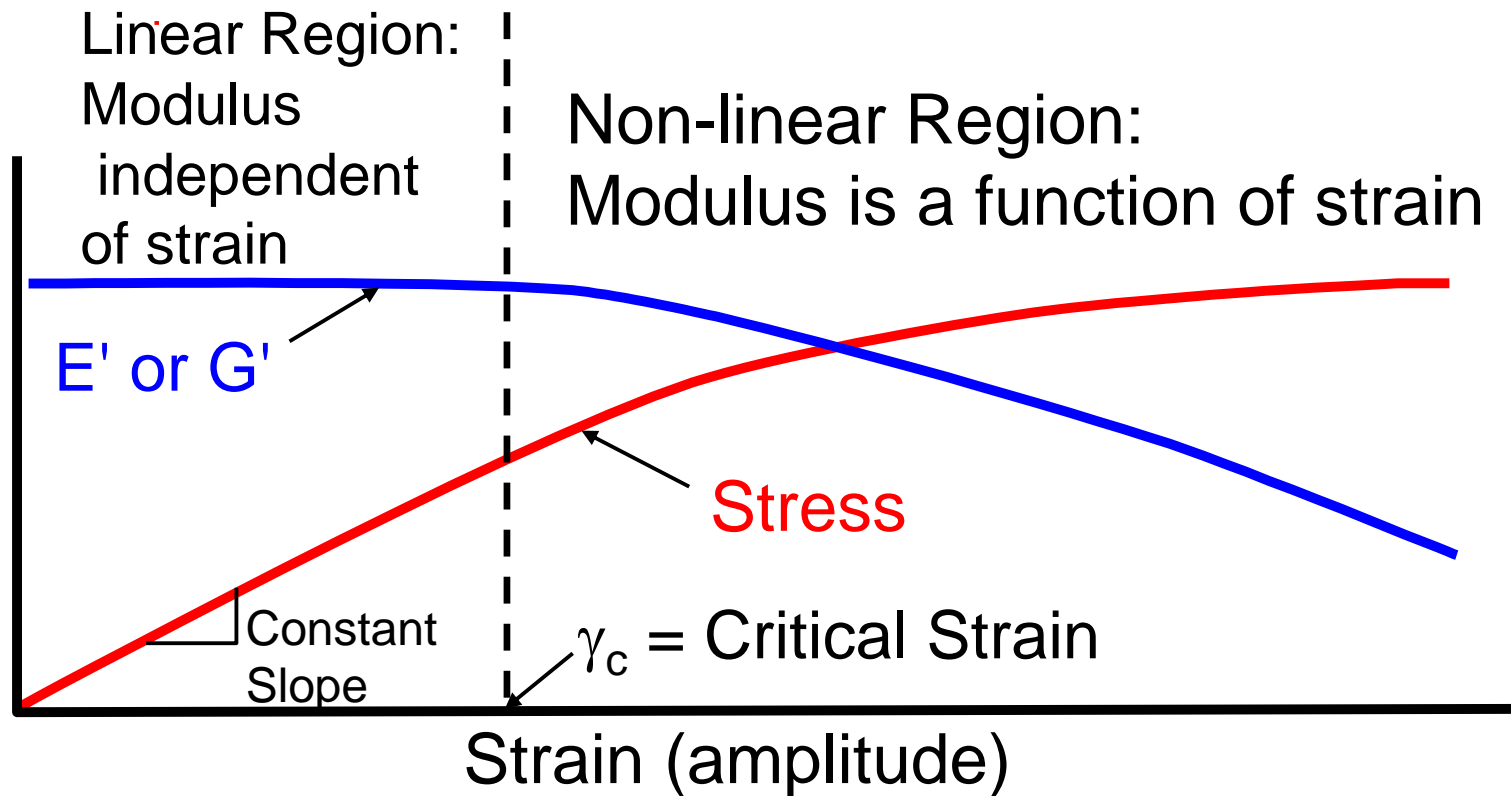 Linear Region:
Modulus
independent
of strain
Non-linear Region:
Modulus is a function of strain
E' or G'
Stress
Constant
Slope
γc = Critical Strain
Strain (amplitude)